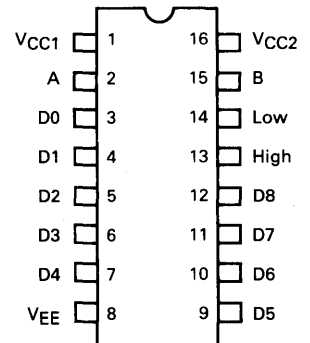 VCC1 1 16 VCC2
A 2 15 B
D0 3 14 Low
D1 4 13 High
D2 5 12 D8
D3 6 11 D7
D4 7 10 D6
VEE 8 9 D5